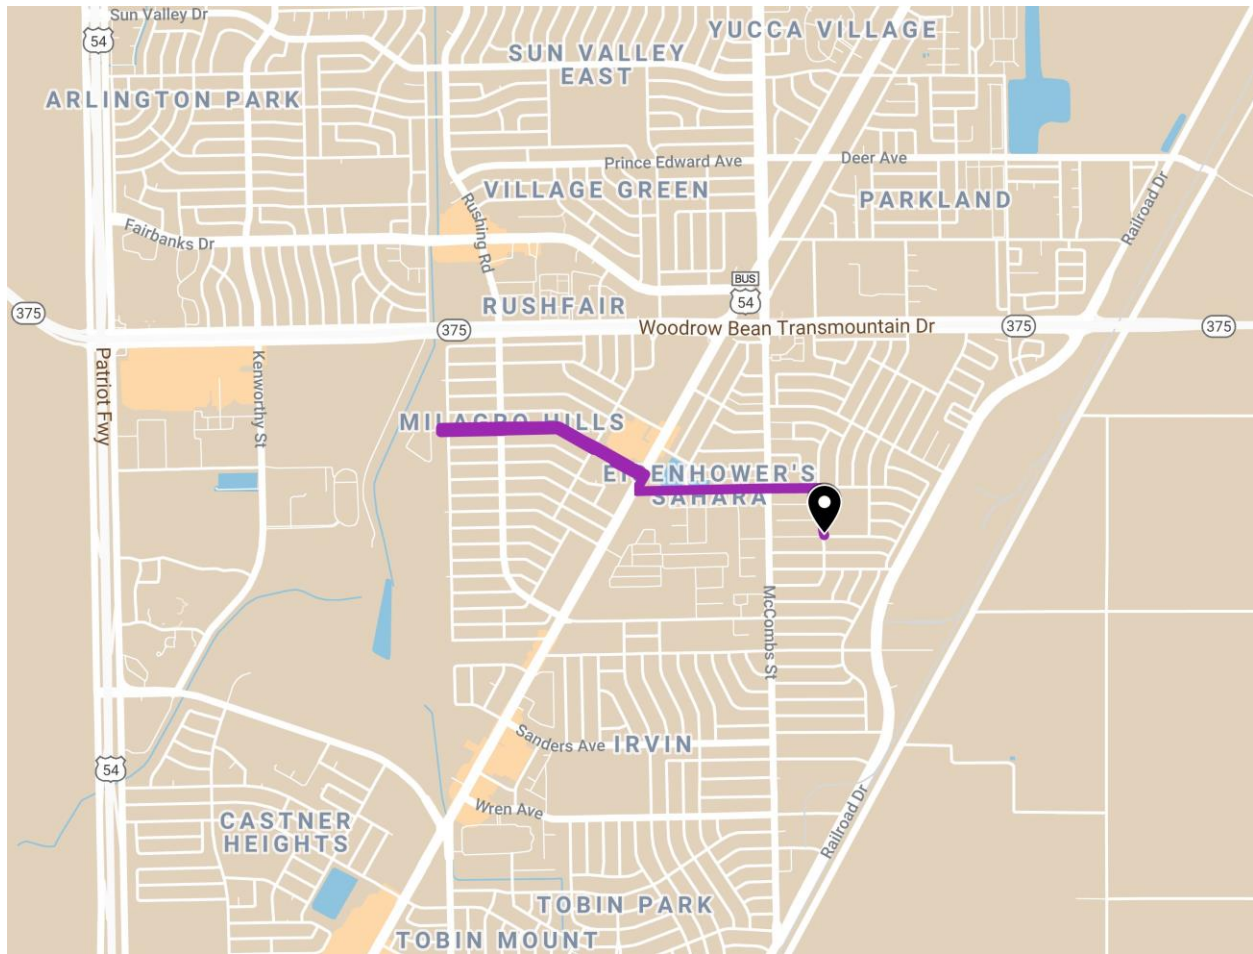 Sun Valley Dr
54
YUCCA VILLAGE
SUN VALLEY
EAST
ARLINGTON PARK
Prince Edward Ave
Deer Ave
VILLAGE GREEN
PARKLAND
Rushing Rd
Railroad Dr
Fairbanks Dr
BUS
54
RUSHFAIR
375
375
Woodrow Bean Transmountain Dr
375
375
Patriot Fwy
Kenworthy St
MILAGRO HILLS
EISENHOWER'S
SAHARA
McCombs St
Sanders Ave
IRVIN
54
Wren Ave
Railroad Dr
CASTNER
HEIGHTS
TOBIN PARK
TOBIN MOUNT